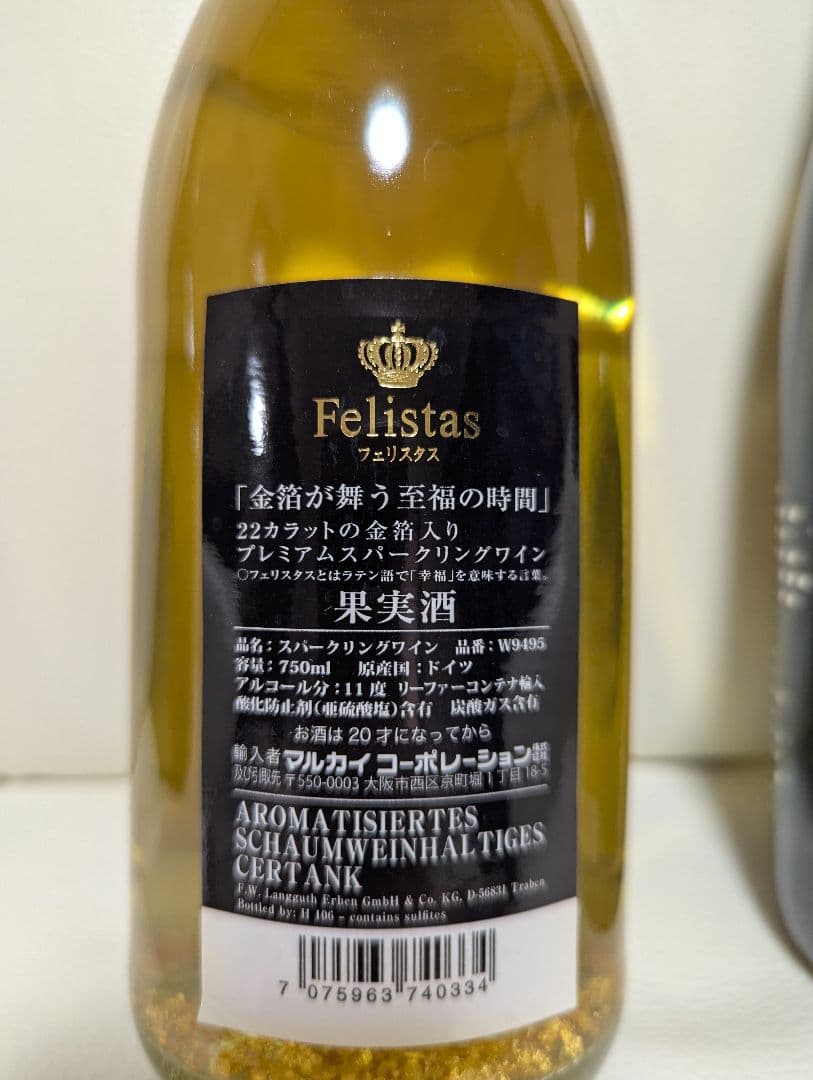 Felistas
フェリスタス
「金箔が舞う至福の時間」
22カラットの金箔入り
プレミアムスパークリングワイン
○フェリスタスとはラテン語で「幸福」を意味する言葉。
果実酒
品名：スパークリングワイン 品番：W9495
容量：750ml 原産国：ドイツ
アルコール分：11度 リーファーコンテナ輸入
酸化防止剤(亜硫酸塩)含有 炭酸ガス含有
お酒は20才になってから
輸入者 マルカイ コーポレーション株式会社
及び引取先 〒550-0003 大阪市西区京町堀1丁目18-5
AROMATISIERTES
SCHAUMWEINHALTIGES
CERTANK
F.W. Langguth Erben GmbH & Co. KG, D-56831 Traben
Bottled by: H 106 – contains sulfites
7 075963 740334